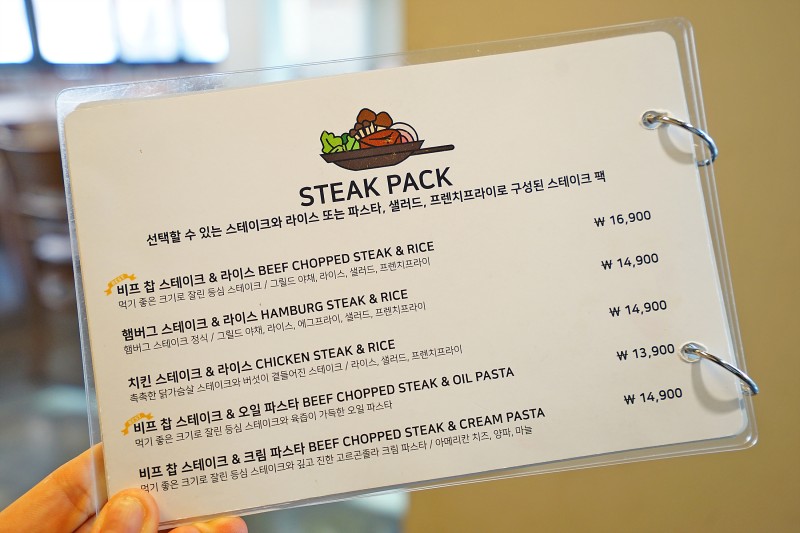 STEAK PACK
선택할 수 있는 스테이크와 라이스 또는 파스타, 샐러드, 프렌치프라이로 구성된 스테이크 팩
비프 찹 스테이크 & 라이스 BEEF CHOPPED STEAK & RICE ₩ 16,900
먹기 좋은 크기로 잘린 등심 스테이크 / 그릴드 야채, 라이스, 샐러드, 프렌치프라이
햄버그 스테이크 & 라이스 HAMBURG STEAK & RICE ₩ 14,900
햄버그 스테이크 정식 / 그릴드 야채, 라이스, 에그프라이, 샐러드, 프렌치프라이
치킨 스테이크 & 라이스 CHICKEN STEAK & RICE ₩ 14,900
촉촉한 닭가슴살 스테이크와 버섯이 곁들어진 스테이크 / 라이스, 샐러드, 프렌치프라이
비프 찹 스테이크 & 오일 파스타 BEEF CHOPPED STEAK & OIL PASTA ₩ 13,900
먹기 좋은 크기로 잘린 등심 스테이크와 육즙이 가득한 오일 파스타
비프 찹 스테이크 & 크림 파스타 BEEF CHOPPED STEAK & CREAM PASTA ₩ 14,900
먹기 좋은 크기로 잘린 등심 스테이크와 깊고 진한 고르곤졸라 크림 파스타 / 아메리칸 치즈, 양파, 마늘